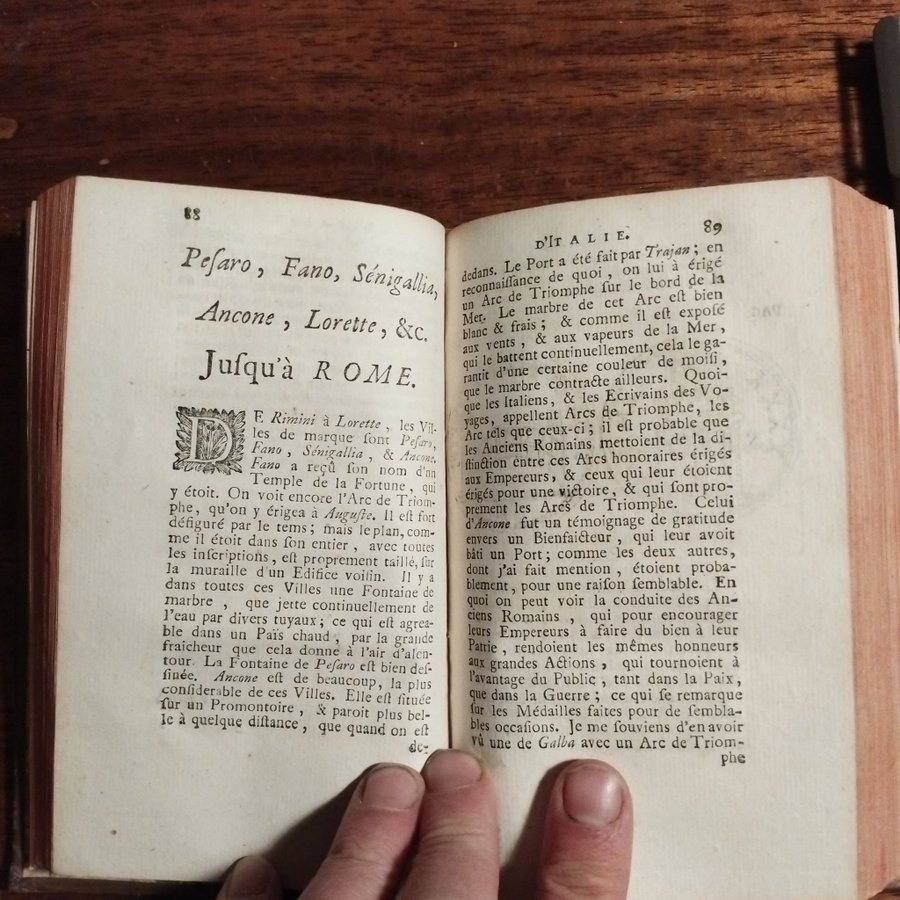 88
Peſaro, Fano, Sénigallia,
Ancone, Lorette, &c.
Juſqu'à ROME.
DE Rimini à Lorette, les Vil-
les de marque ſont Peſaro,
Fano, Sénigallia, & Ancone.
Fano a reçû ſon nom d'un
Temple de la Fortune, qui
y étoit. On voit encore l'Arc de Triom-
phe, qu'on y érigea à Auguſte. Il eſt fort
défiguré par le tems; mais le plan, com-
me il étoit dans ſon entier, avec toutes
les inſcriptions, eſt proprement taillé, ſur
la muraille d'un Edifice voiſin. Il y a
dans toutes ces Villes une Fontaine de
marbre, que jette continuellement de
l'eau par divers tuyaux; ce qui eſt agrea-
ble dans un Païs chaud, par la grande
fraicheur que cela donne à l'air d'alen-
tour. La Fontaine de Peſaro eſt bien deſ-
ſinée. Ancone eſt de beaucoup, la plus
conſiderable de ces Villes. Elle eſt ſituée
ſur un Promontoire, & paroit plus bel-
le à quelque diſtance, que quand on eſt
de-
D'ITALIE. 89
dedans. Le Port a été fait par Trajan; en
reconnaiſſance de quoi, on lui à érigé
un Arc de Triomphe ſur le bord de la
Mer. Le marbre de cet Arc eſt bien
blanc & frais; & comme il eſt expoſé
aux vents, & aux vapeurs de la Mer,
qui le battent continuellement, cela le ga-
rantit d'une certaine couleur de moiſi,
que le marbre contracte ailleurs. Quoi-
que les Italiens, & les Ecrivains des Vo-
yages, appellent Arcs de Triomphe, les
Arc tels que ceux-ci; il eſt probable que
les Anciens Romains mettoient de la di-
ſtinction entre ces Arcs honoraires érigés
aux Empereurs, & ceux qui leur étoient
érigés pour une victoire, & qui ſont pro-
prement les Arcs de Triomphe. Celui
d'Ancone fut un témoignage de gratitude
envers un Bienfaicteur, qui leur avoit
bâti un Port; comme les deux autres,
dont j'ai fait mention, étoient proba-
blement, pour une raiſon ſemblable. En
quoi on peut voir la conduite des An-
ciens Romains, qui pour encourager
leurs Empereurs à faire du bien à leur
Patrie, rendoient les mêmes honneurs
aux grandes Actions, qui tournoient à
l'avantage du Public, tant dans la Paix,
que dans la Guerre; ce qui ſe remarque
ſur les Médailles faites pour de ſembla-
bles occaſions. Je me ſouviens d'en avoir
vû une de Galba avec un Arc de Triom-
phe